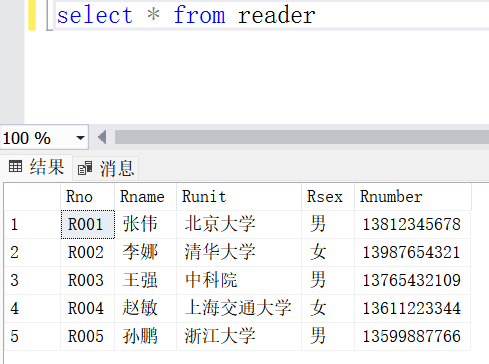 select * from reader
100 %
结果 消息
Rno Rname Runit Rsex Rnumber
1 R001 张伟 北京大学 男 13812345678
2 R002 李娜 清华大学 女 13987654321
3 R003 王强 中科院 男 13765432109
4 R004 赵敏 上海交通大学 女 13611223344
5 R005 孙鹏 浙江大学 男 13599887766